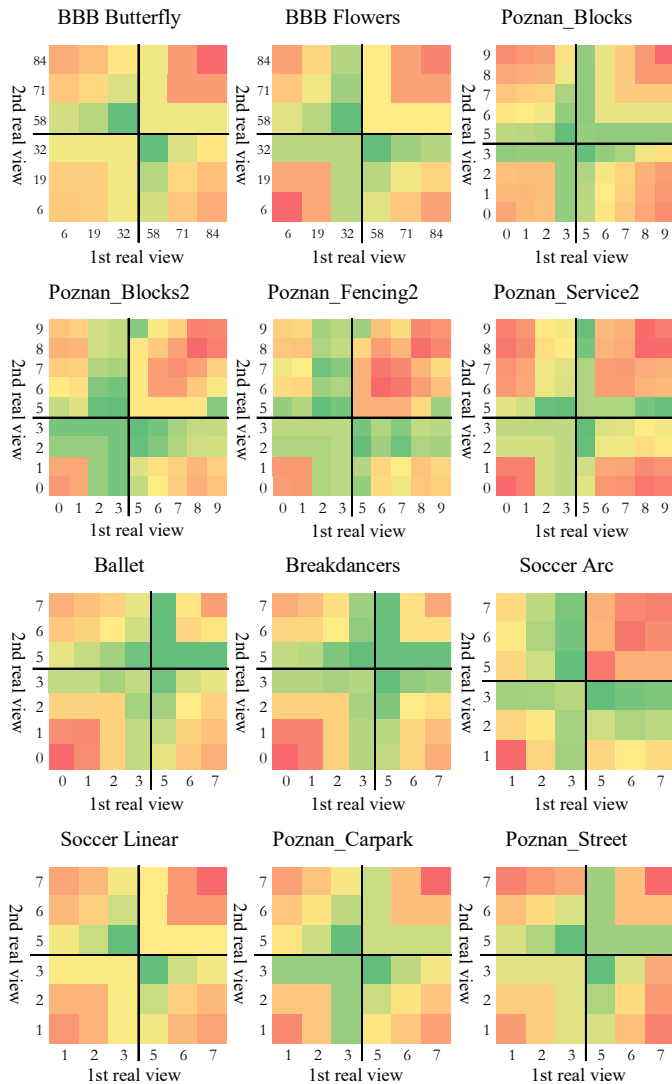 BBB Butterfly
2nd real view
84
71
58
32
19
6
6 19 32 58 71 84
1st real view
BBB Flowers
2nd real view
84
71
58
32
19
6
6 19 32 58 71 84
1st real view
Poznan_Blocks
2nd real view
9
8
7
6
5
3
2
1
0
0 1 2 3 5 6 7 8 9
1st real view
Poznan_Blocks2
2nd real view
9
8
7
6
5
3
2
1
0
0 1 2 3 5 6 7 8 9
1st real view
Poznan_Fencing2
2nd real view
9
8
7
6
5
3
2
1
0
0 1 2 3 5 6 7 8 9
1st real view
Poznan_Service2
2nd real view
9
8
7
6
5
3
2
1
0
0 1 2 3 5 6 7 8 9
1st real view
Ballet
2nd real view
7
6
5
3
2
1
0
0 1 2 3 5 6 7
1st real view
Breakdancers
2nd real view
7
6
5
3
2
1
0
0 1 2 3 5 6 7
1st real view
Soccer Arc
2nd real view
7
6
5
3
2
1
1 2 3 5 6 7
1st real view
Soccer Linear
2nd real view
7
6
5
3
2
1
1 2 3 5 6 7
1st real view
Poznan_Carpark
2nd real view
7
6
5
3
2
1
1 2 3 5 6 7
1st real view
Poznan_Street
2nd real view
7
6
5
3
2
1
1 2 3 5 6 7
1st real view